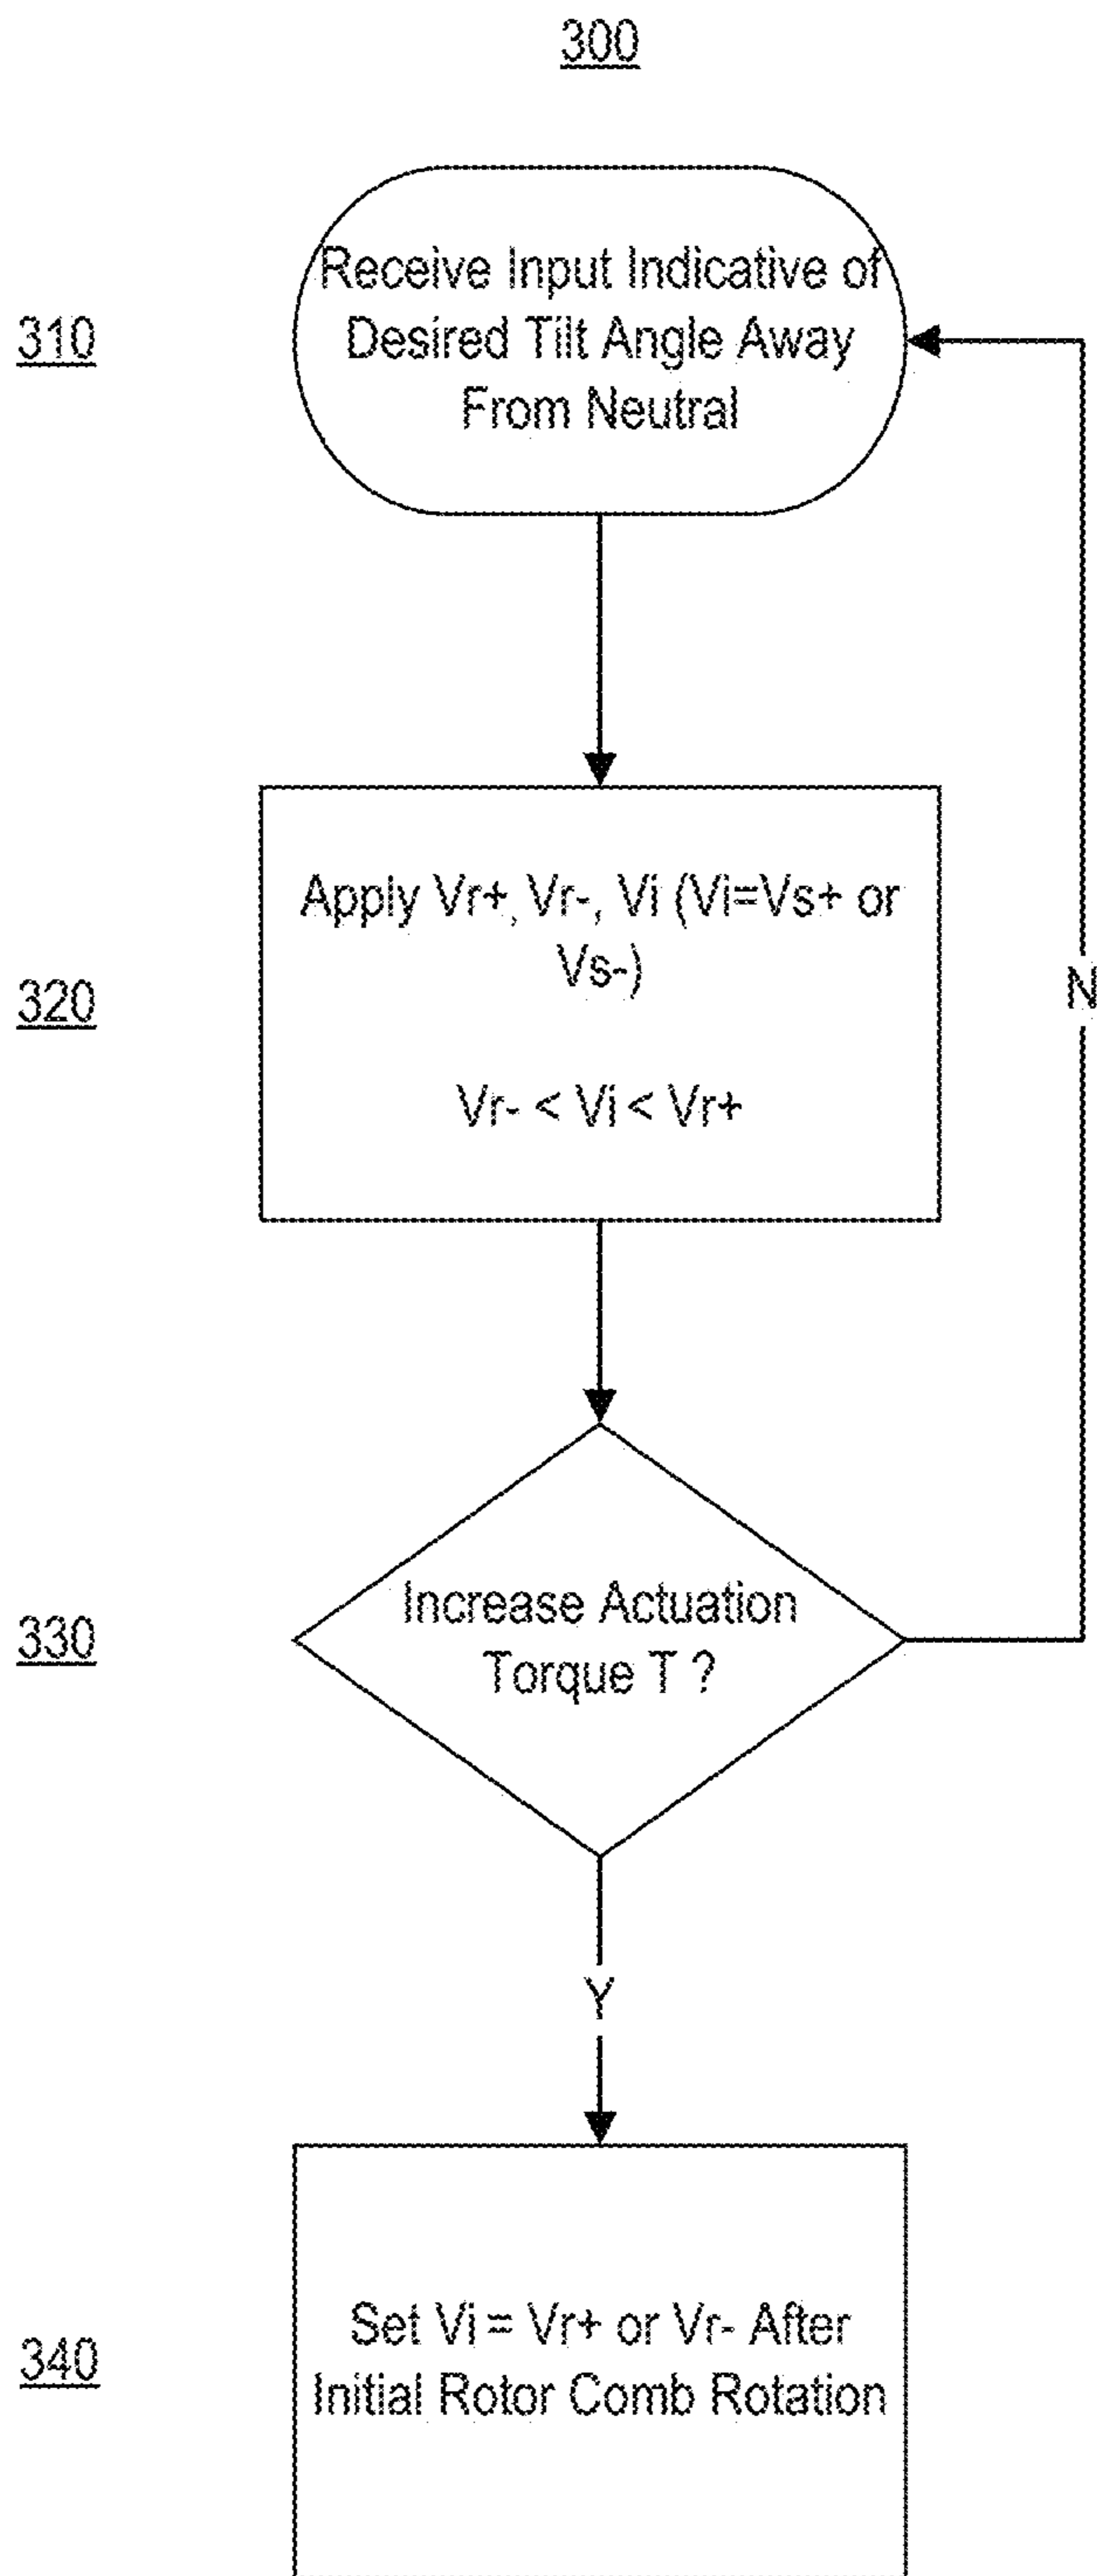 300
310
Receive Input Indicative of
Desired Tilt Angle Away
From Neutral
320
Apply Vr+, Vr-, Vi (Vi=Vs+ or
Vs-)
Vr- < Vi < Vr+
N
330
Increase Actuation
Torque T ?
Y
340
Set Vi = Vr+ or Vr- After
Initial Rotor Comb Rotation